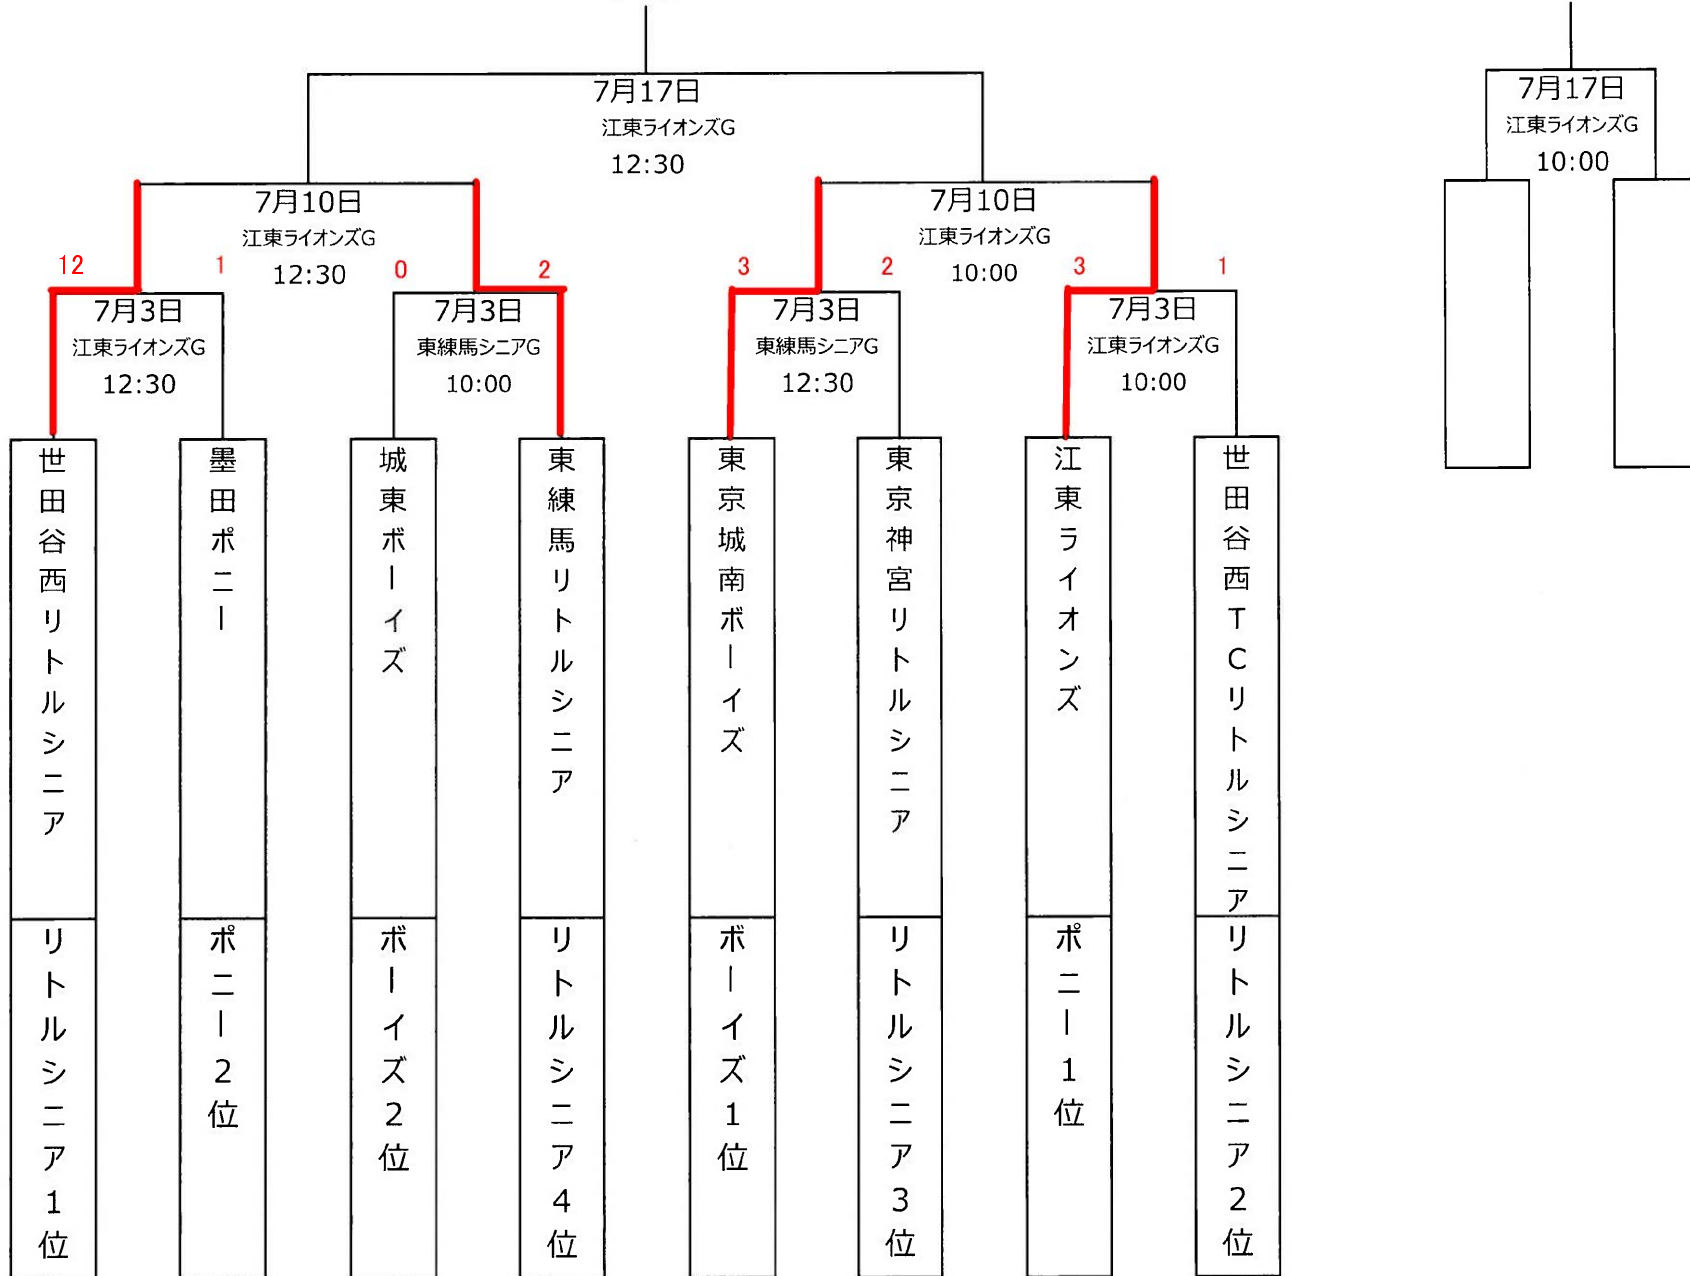 7月17日
江東ライオンズG
12:30
7月17日
江東ライオンズG
10:00
7月10日
江東ライオンズG
12:30
7月10日
江東ライオンズG
10:00
12
1
0
2
3
2
3
1
7月3日
江東ライオンズG
12:30
7月3日
東練馬シニアG
10:00
7月3日
東練馬シニアG
12:30
7月3日
江東ライオンズG
10:00
世田谷西リトルシニア
墨田ポニー
城東ボーイズ
東練馬リトルシニア
東京城南ボーイズ
東京神宮リトルシニア
江東ライオンズ
世田谷西TCリトルシニア
リトルシニア1位
ポニー2位
ボーイズ2位
リトルシニア4位
ボーイズ1位
リトルシニア3位
ポニー1位
リトルシニア2位